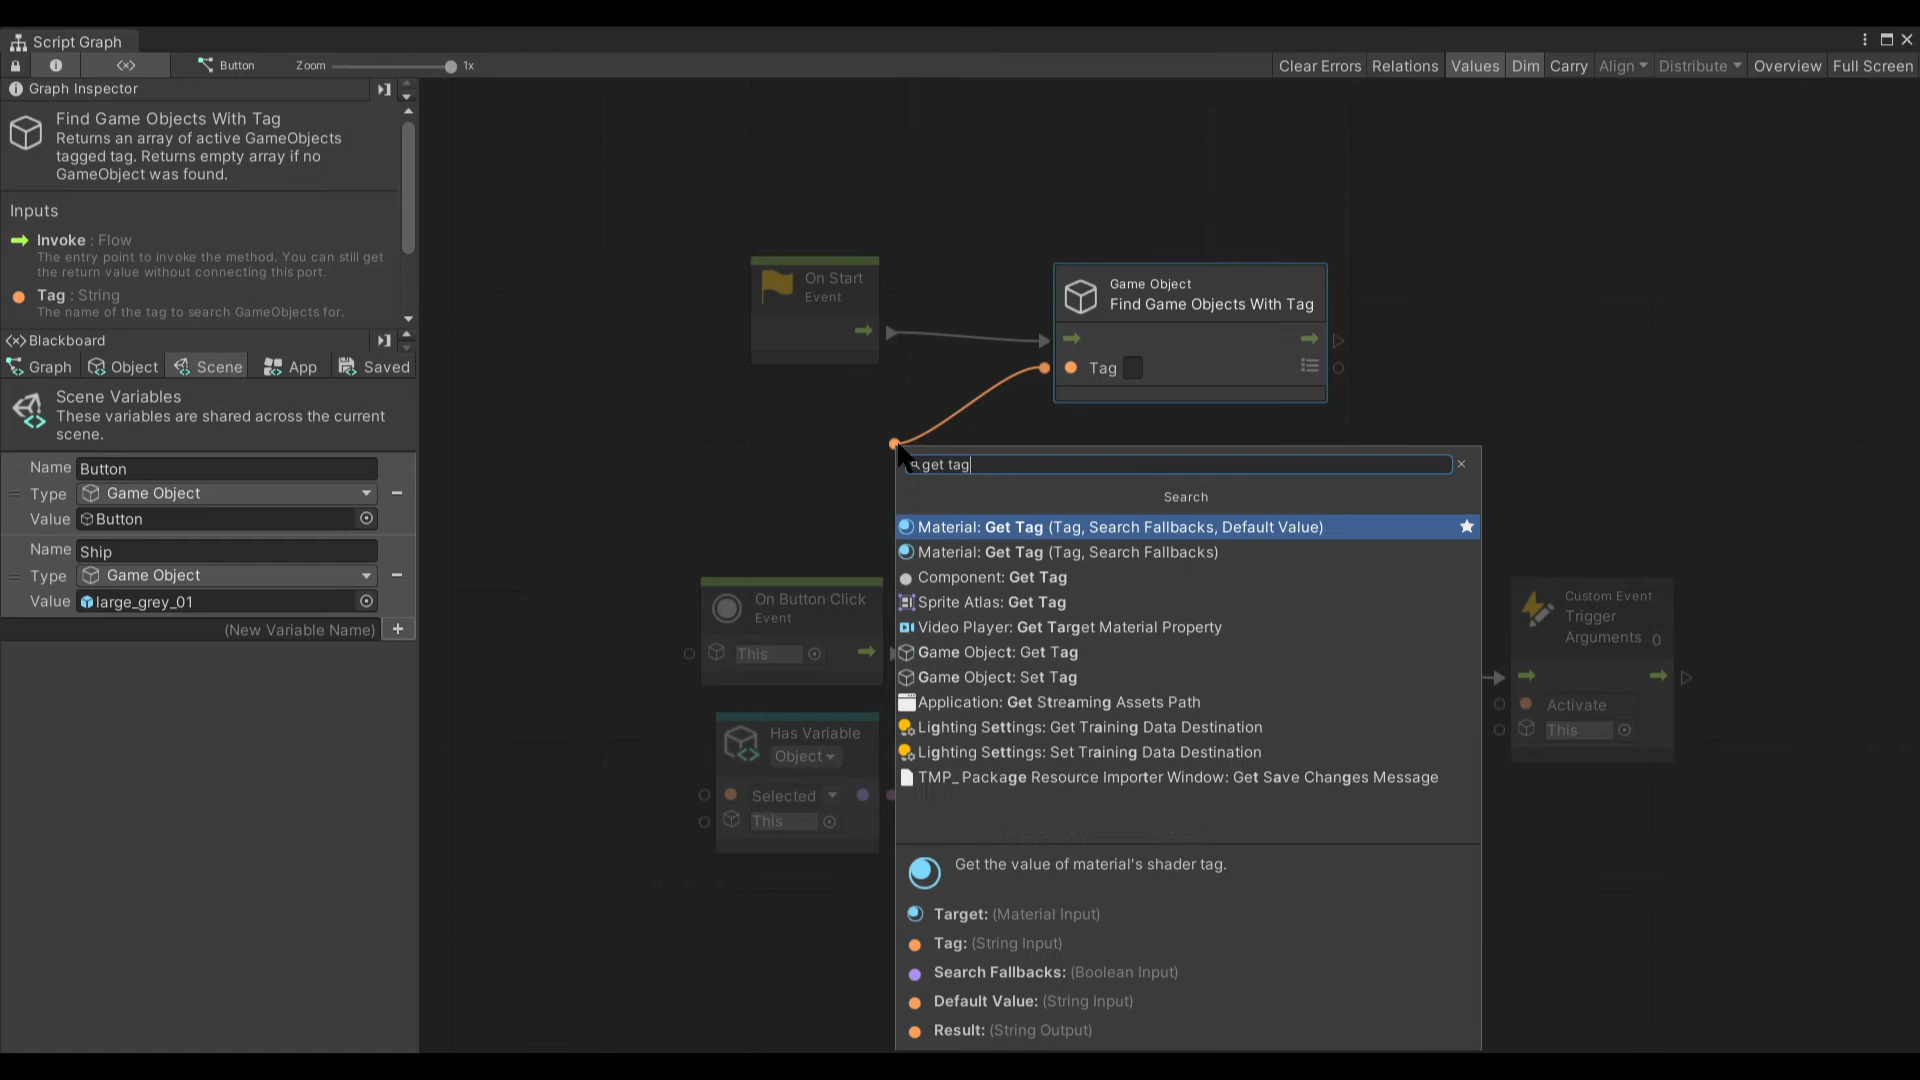 Script Graph
Button
Zoom 1x
Clear Errors Relations Values Dim Carry Align Distribute Overview Full Screen
Graph Inspector
Find Game Objects With Tag
Returns an array of active GameObjects
tagged tag. Returns empty array if no
GameObject was found.
Inputs
Invoke : Flow
The entry point to invoke the method. You can still get
the return value without connecting this port.
Tag : String
The name of the tag to search GameObjects for.
Blackboard
Graph Object Scene App Saved
Scene Variables
These variables are shared across the current
scene.
Name Button
Type Game Object
Value Button
Name Ship
Type Game Object
Value large_grey_01
(New Variable Name)
On Start
Event
Game Object
Find Game Objects With Tag
Tag
On Button Click
Event
This
Has Variable
Object
Selected
This
get tag
Search
Material: Get Tag (Tag, Search Fallbacks, Default Value)
Material: Get Tag (Tag, Search Fallbacks)
Component: Get Tag
Sprite Atlas: Get Tag
Video Player: Get Target Material Property
Game Object: Get Tag
Game Object: Set Tag
Application: Get Streaming Assets Path
Lighting Settings: Get Training Data Destination
Lighting Settings: Set Training Data Destination
TMP_ Package Resource Importer Window: Get Save Changes Message
Get the value of material's shader tag.
Target: (Material Input)
Tag: (String Input)
Search Fallbacks: (Boolean Input)
Default Value: (String Input)
Result: (String Output)
Custom Event
Trigger
Arguments 0
Activate
This